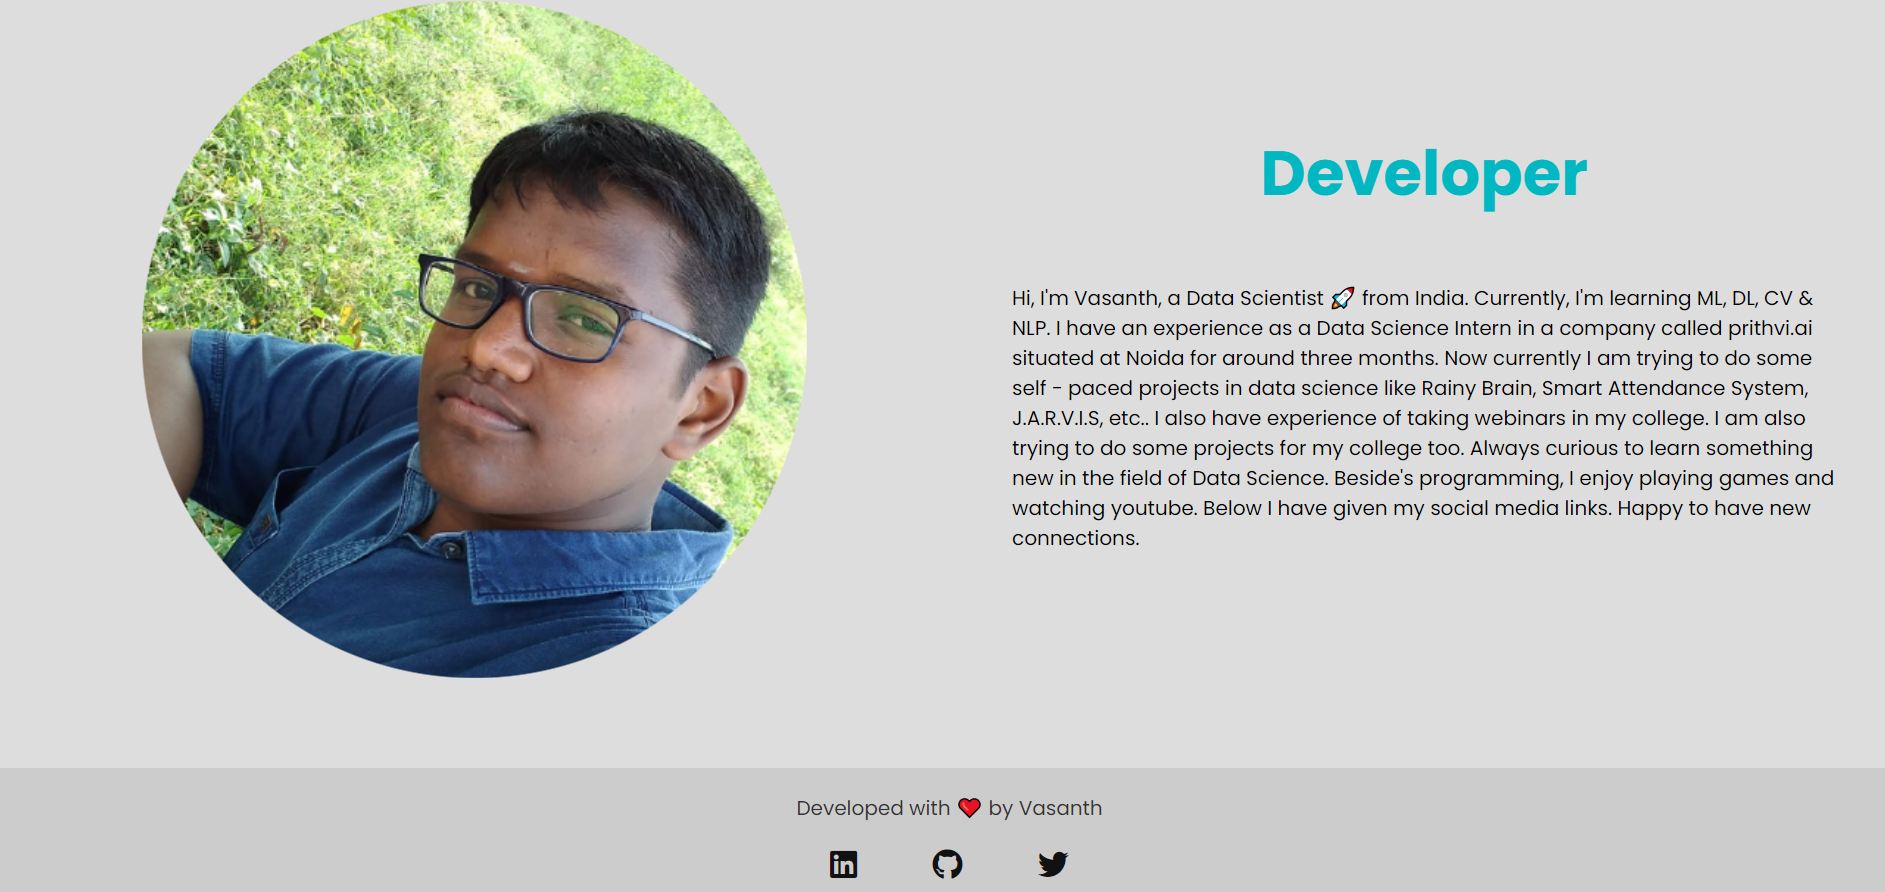 Developer
Hi, I'm Vasanth, a Data Scientist 🚀 from India. Currently, I'm learning ML, DL, CV &
NLP. I have an experience as a Data Science Intern in a company called prithvi.ai
situated at Noida for around three months. Now currently I am trying to do some
self - paced projects in data science like Rainy Brain, Smart Attendance System,
J.A.R.V.I.S, etc.. I also have experience of taking webinars in my college. I am also
trying to do some projects for my college too. Always curious to learn something
new in the field of Data Science. Beside's programming, I enjoy playing games and
watching youtube. Below I have given my social media links. Happy to have new
connections.
Developed with ❤️ by Vasanth
in